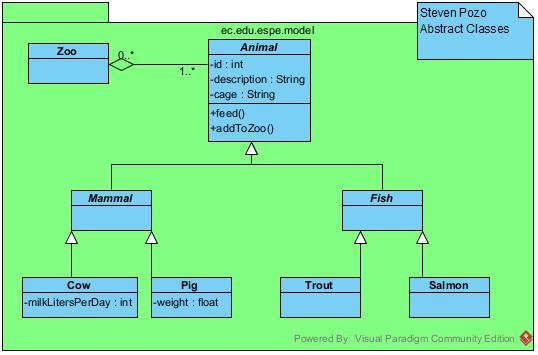 Steven Pozo
Abstract Classes
ec.edu.espe.model
Zoo
0..*
1..*
Animal
-id : int
-description : String
-cage : String
+feed()
+addToZoo()
Mammal
Fish
Cow
-milkLitersPerDay : int
Pig
-weight : float
Trout
Salmon
Powered By: Visual Paradigm Community Edition